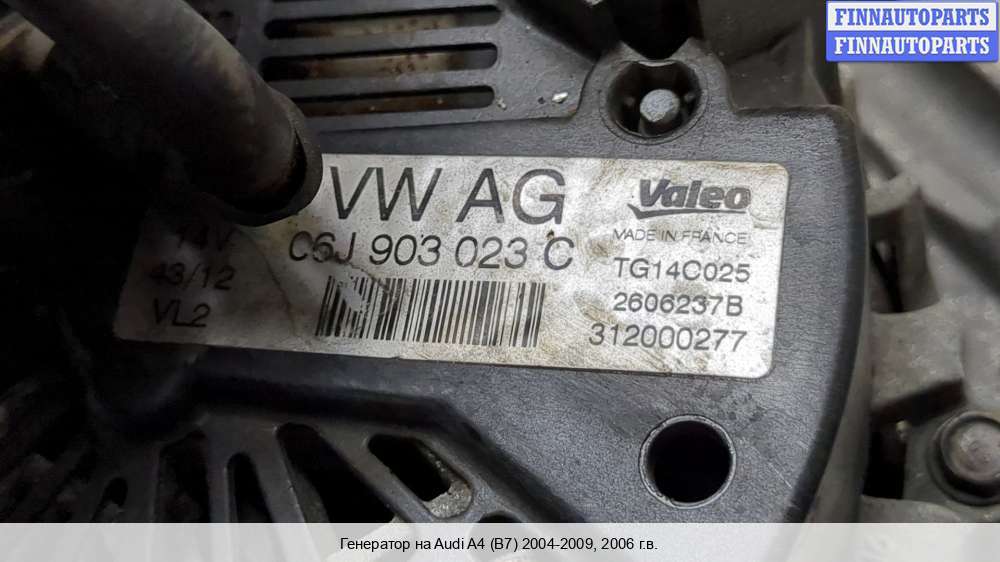 FINNAUTOPARTS
FINNAUTOPARTS
VW AG
C6J 903 023 C
14V
43/12
VL2
Valeo
MADE IN FRANCE
TG14C025
2606237B
312000277
Генератор на Audi A4 (B7) 2004-2009, 2006 г.в.